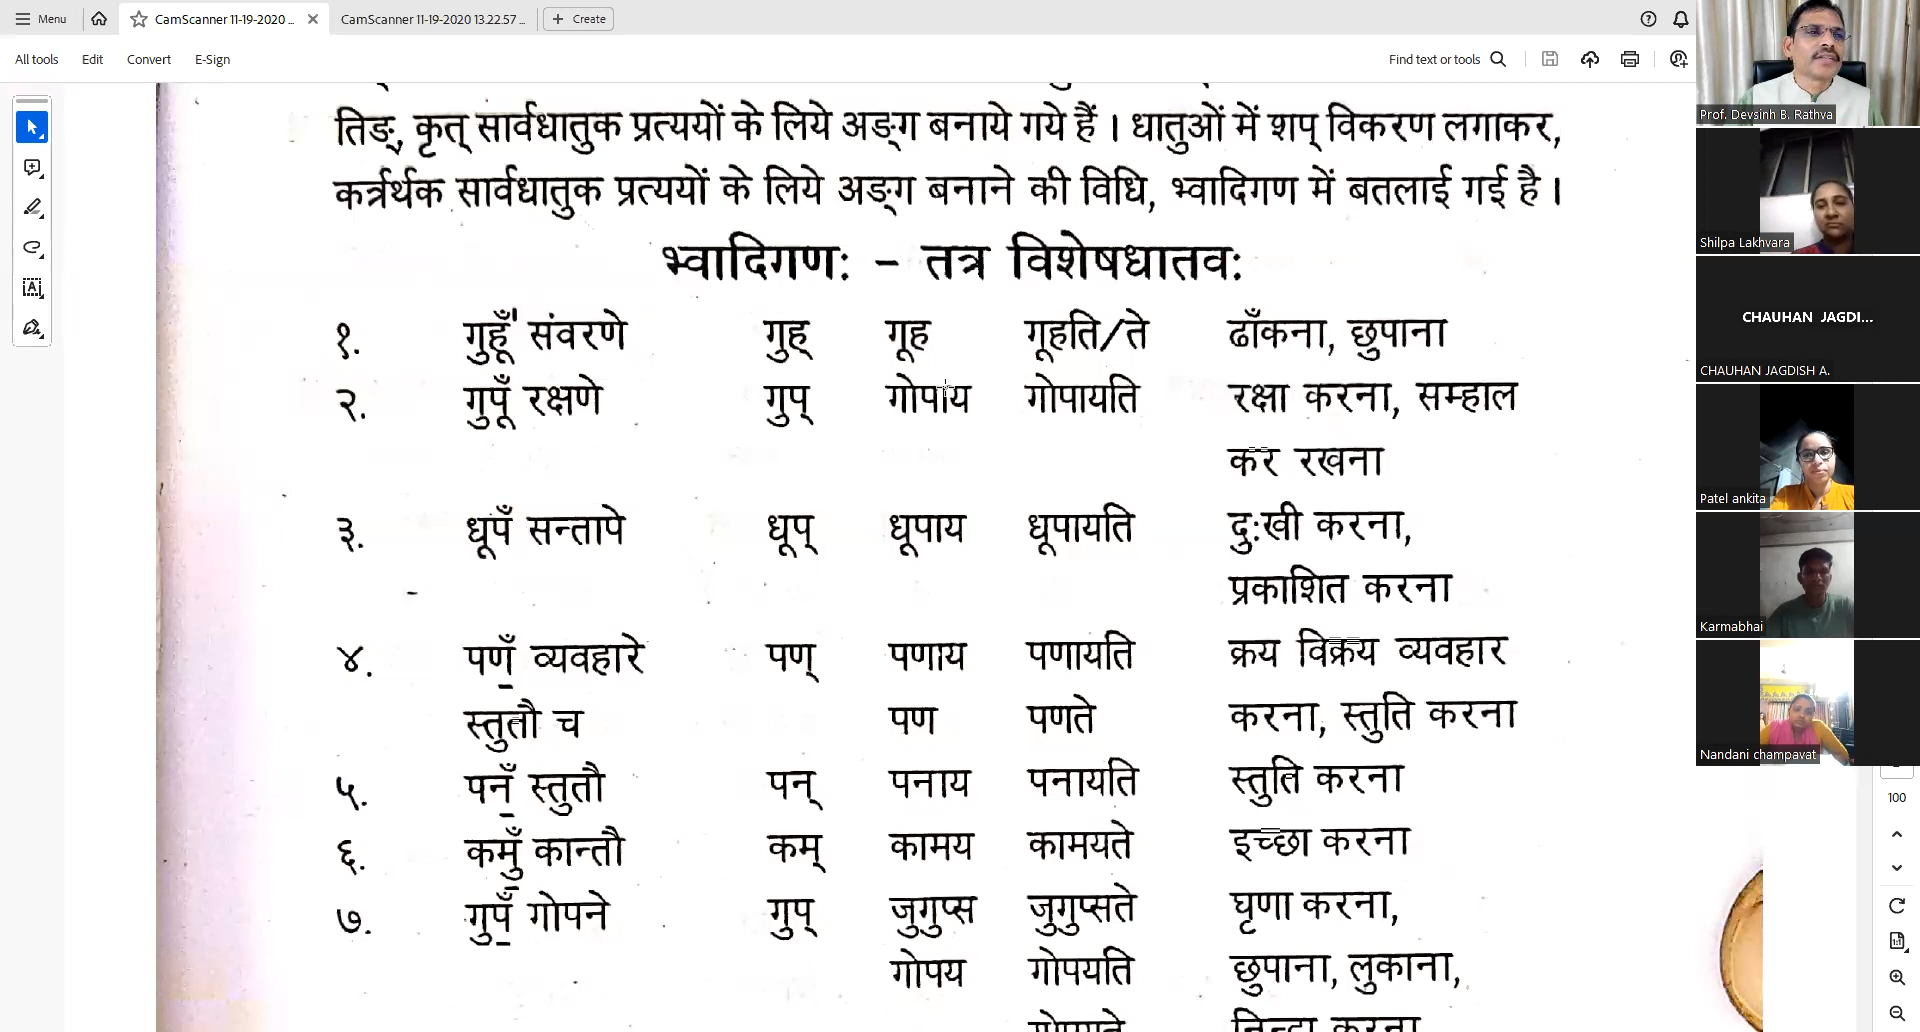 Menu
CamScanner 11-19-2020 ...
CamScanner 11-19-2020 13.22.57 ...
Create
All tools
Edit
Convert
E-Sign
Find text or tools
तिङ्, कृत् सार्वधातुक प्रत्ययों के लिये अङ्ग बनाये गये हैं । धातुओं में शप् विकरण लगाकर,
कर्त्रर्थक सार्वधातुक प्रत्ययों के लिये अङ्ग बनाने की विधि, भ्वादिगण में बतलाई गई है ।
भ्वादिगण: - तत्र विशेषधातव:
१. गुहूँ' संवरणे गुह् गूह गूहति/ते ढाँकना, छुपाना
२. गुपूँ रक्षणे गुप् गोपाय गोपायति रक्षा करना, सम्हाल
कर रखना
३. धूपँ सन्तापे धूप् धूपाय धूपायति दु:खी करना,
प्रकाशित करना
४. पणँ॒ व्यवहारे पण् पणाय पणायति क्रय विक्रय व्यवहार
स्तुतौ च पण पणते करना, स्तुति करना
५. पनँ॒ स्तुतौ पन् पनाय पनायति स्तुति करना
६. कमुँ॒ कान्तौ कम् कामय कामयते इच्छा करना
७. गुपँ॒ गोपने गुप् जुगुप्स जुगुप्सते घृणा करना,
गोपय गोपयति छुपाना, लुकाना,
गोपयते निन्दा करना
Prof. Devsinh B. Rathva
Shilpa Lakhvara
CHAUHAN JAGDI...
CHAUHAN JAGDISH A.
Patel ankita
Karmabhai
Nandani champavat
100